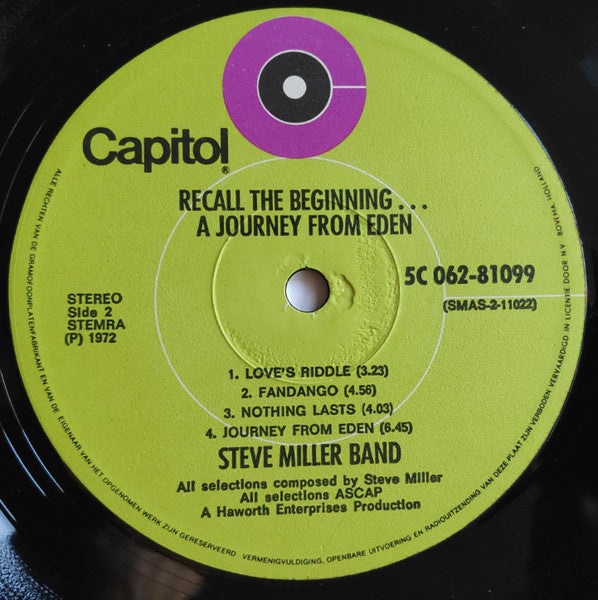 Capitol®
RECALL THE BEGINNING...
A JOURNEY FROM EDEN
5C 062-81099
(SMAS-2-11022)
STEREO
Side 2
STEMRA
(P) 1972
1. LOVE'S RIDDLE (3.23)
2. FANDANGO (4.56)
3. NOTHING LASTS (4.03)
4. JOURNEY FROM EDEN (6.45)
STEVE MILLER BAND
All selections composed by Steve Miller
All selections ASCAP
A Haworth Enterprises Production
ALLE RECHTEN VAN DE GRAMOFOONPLATENFABRIKANT EN VAN DE EIGENAAR VAN HET OPGENOMEN WERK ZIJN GERESERVEERD VERMENIGVULDIGING, OPENBARE UITVOERING EN RADIOUITZENDING VAN DEZE PLAAT ZIJN VERBODEN VERVAARDIGD IN LICENTIE DOOR N.V. BOVEMA HOLLAND